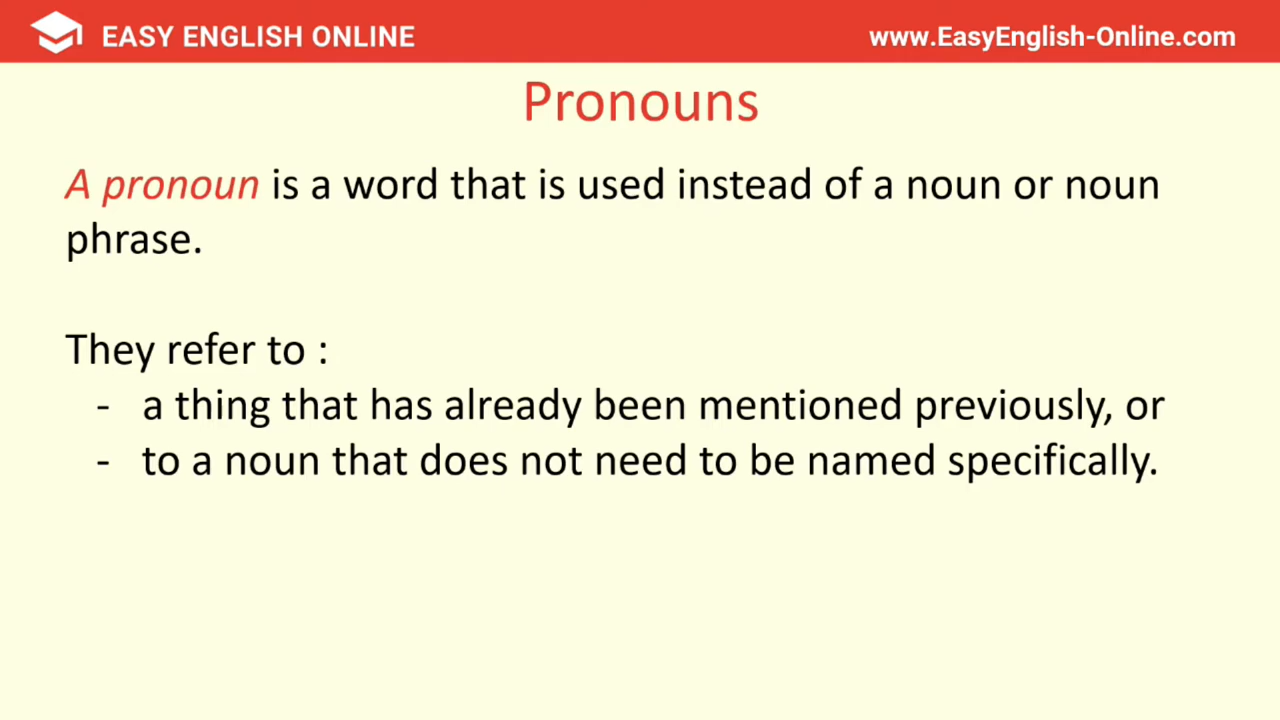 EASY ENGLISH ONLINE
www.EasyEnglish-Online.com
Pronouns
A pronoun is a word that is used instead of a noun or noun
phrase.
They refer to :
- a thing that has already been mentioned previously, or
- to a noun that does not need to be named specifically.